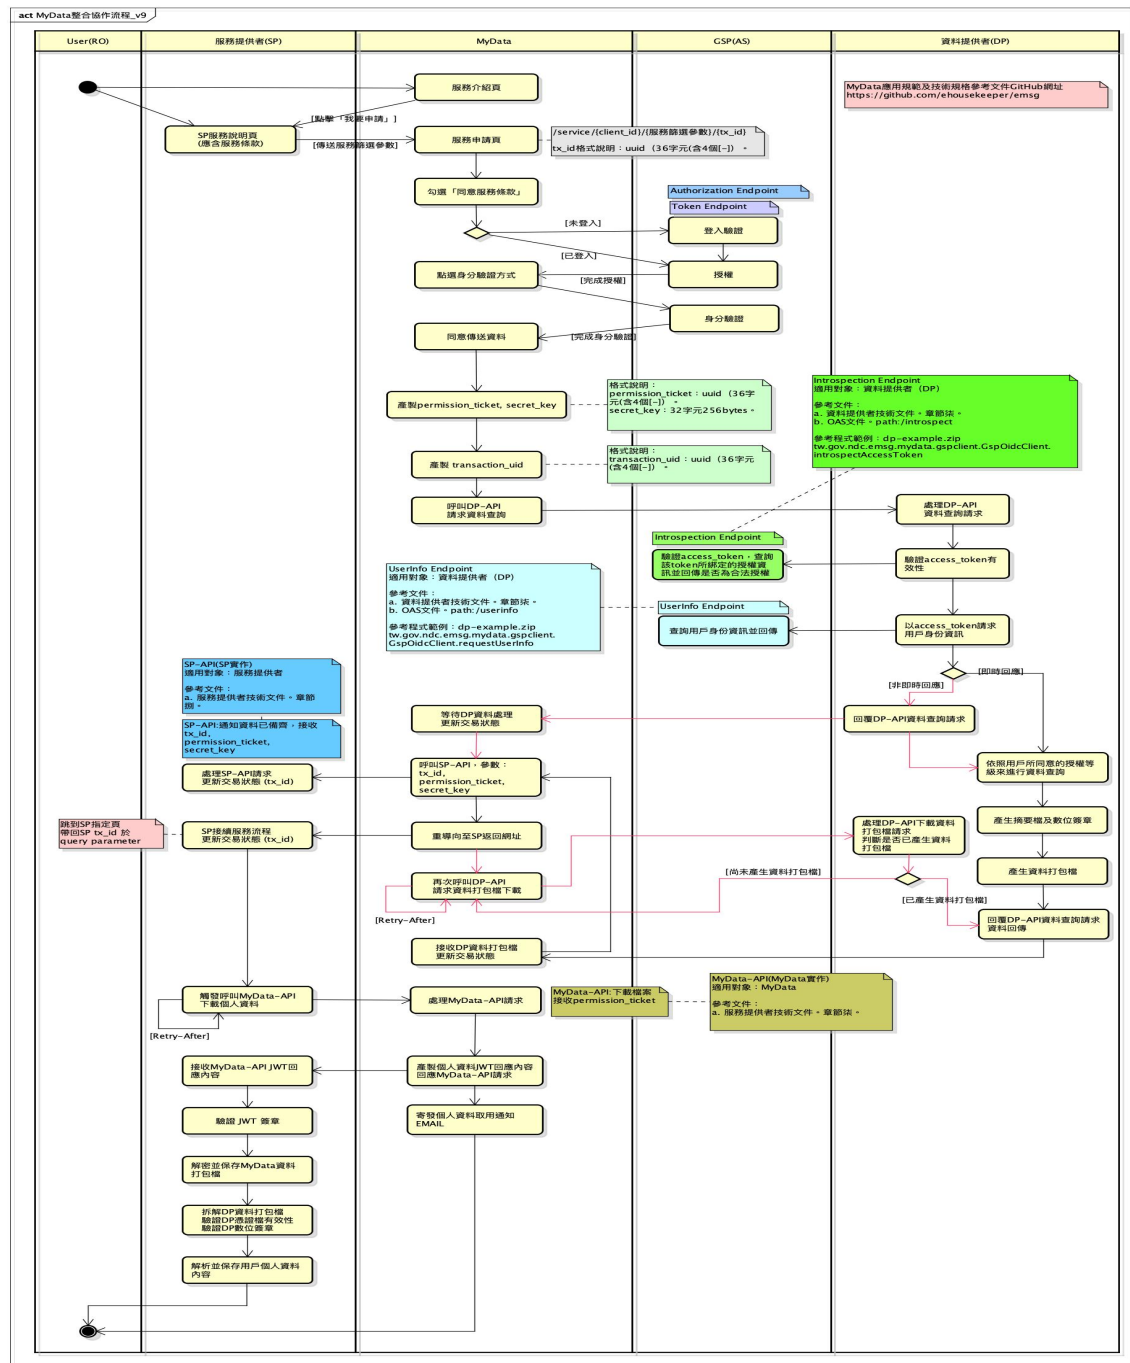 act MyData整合協作流程_v9
User(RO)
服務提供者(SP)
MyData
GSP(AS)
資料提供者(DP)
服務介紹頁
MyData應用規範及技術規格參考文件GitHub網址
https://github.com/ehousekeeper/emsg
[點擊「我要申請」]
SP服務說明頁
(應含服務條款)
[傳送服務篩選參數]
服務申請頁
/service/{client_id}/{服務篩選參數}/{tx_id}
tx_id格式說明：uuid（36字元(含4個[-]）。
勾選「同意服務條款」
Authorization Endpoint
Token Endpoint
[未登入]
登入驗證
[已登入]
點選身分驗證方式
[完成授權]
授權
身分驗證
同意傳送資料
[完成身分驗證]
產製permission_ticket, secret_key
格式說明：
permission_ticket：uuid（36字
元(含4個[-]）。
secret_key：32字元256bytes。
Introspection Endpoint
適用對象：資料提供者（DP）
參考文件：
a. 資料提供者技術文件。章節柒。
b. OAS文件。path:/introspect
參考程式範例：dp-example.zip
tw.gov.ndc.emsg.mydata.gspclient.GspOidcClient.
introspectAccessToken
產製 transaction_uid
格式說明：
transaction_uid：uuid（36字元
(含4個[-]）。
呼叫DP-API
請求資料查詢
處理DP-API
資料查詢請求
Introspection Endpoint
驗證access_token，查詢
該token所綁定的授權資
訊並回傳是否為合法授權
驗證access_token有
效性
UserInfo Endpoint
適用對象：資料提供者（DP）
參考文件：
a. 資料提供者技術文件。章節柒。
b. OAS文件。path:/userinfo
參考程式範例：dp-example.zip
tw.gov.ndc.emsg.mydata.gspclient.
GspOidcClient.requestUserInfo
UserInfo Endpoint
查詢用戶身份資訊並回傳
以access_token請求
用戶身份資訊
[即時回應]
[非即時回應]
SP-API(SP實作)
適用對象：服務提供者
參考文件：
a. 服務提供者技術文件。章節
捌。
SP-API:通知資料已備齊，接收
tx_id,
permission_ticket,
secret_key
等待DP資料處理
更新交易狀態
回覆DP-API資料查詢請求
處理SP-API請求
更新交易狀態 (tx_id)
呼叫SP-API，參數：
tx_id,
permission_ticket,
secret_key
依照用戶所同意的授權等
級來進行資料查詢
跳到SP指定頁
帶回SP tx_id 於
query parameter
SP接續服務流程
更新交易狀態 (tx_id)
重導向至SP返回網址
處理DP-API下載資料
打包檔請求
判斷是否已產生資料
打包檔
產生摘要檔及數位簽章
再次呼叫DP-API
請求資料打包檔下載
[尚未產生資料打包檔]
產生資料打包檔
[Retry-After]
[已產生資料打包檔]
接收DP資料打包檔
更新交易狀態
回覆DP-API資料查詢請求
資料回傳
觸發呼叫MyData-API
下載個人資料
處理MyData-API請求
MyData-API:下載檔案
接收permission_ticket
MyData-API(MyData實作)
適用對象：MyData
參考文件：
a. 服務提供者技術文件。章節柒。
[Retry-After]
接收MyData-API JWT回
應內容
產製個人資料JWT回應內容
回應MyData-API請求
驗證 JWT 簽章
寄發個人資料取用通知
EMAIL
解密並保存MyData資料
打包檔
拆解DP資料打包檔
驗證DP憑證檔有效性
驗證DP數位簽章
解析並保存用戶個人資料
內容